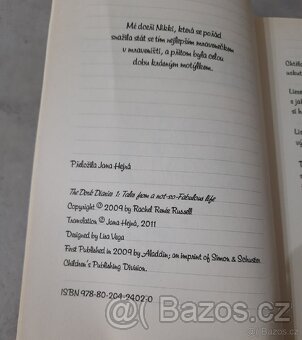 Mé dceři Nikki, která se pořád
snažila stát se tím nejlepším mravenečkem
v mraveništi, a přitom byla celou
dobu krásným motýlkem.
Přeložila Jana Hejná
The Dork Diaries 1: Tales from a not-so-Fabulous life
Copyright © 2009 by Rachel Renée Russell
Translation © Jana Hejná, 2011
Designed by Lisa Vega
First Published in 2009 by Aladdin; an imprint of Simon & Schuster
Children's Publishing Division.
ISBN 978-80-204-2402-0
Bazoš.cz